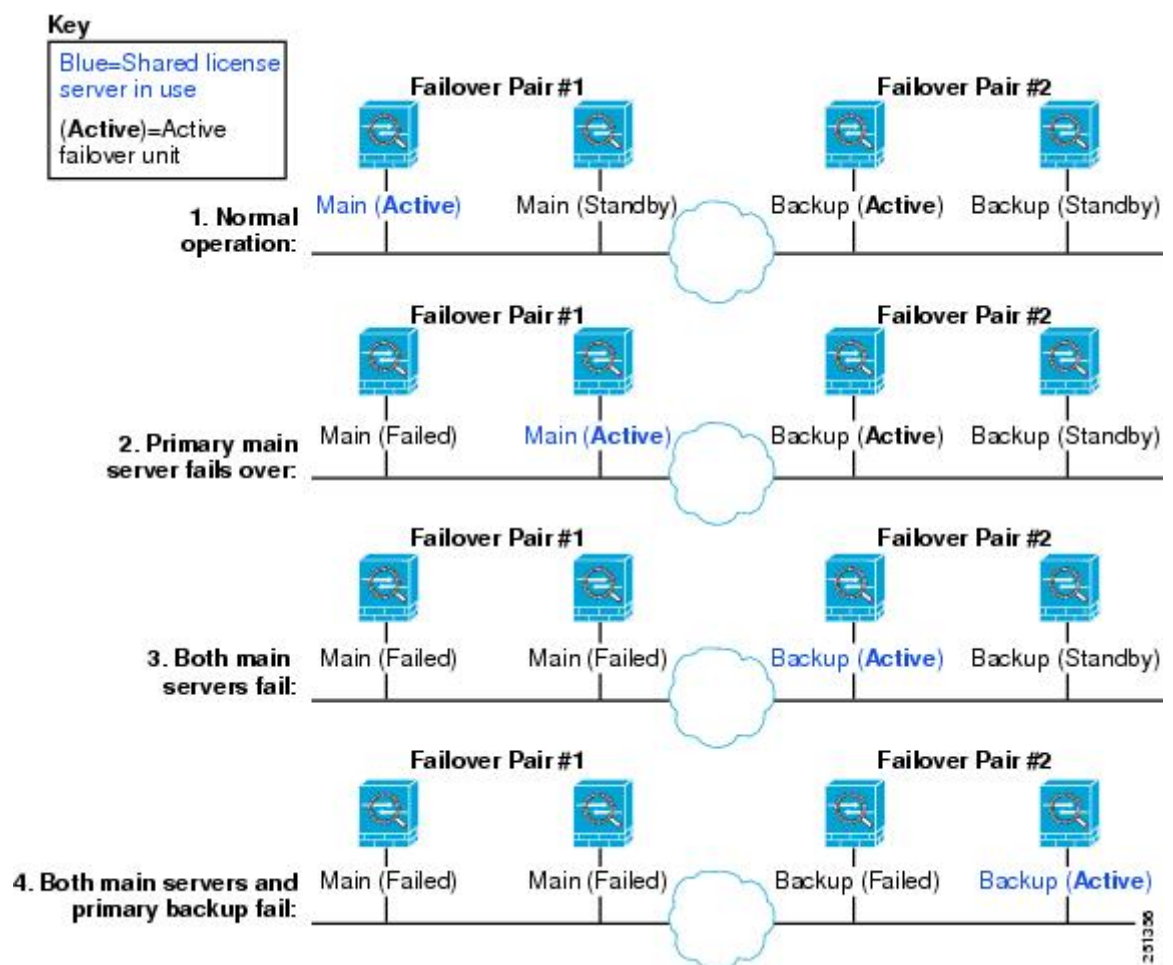 Key
Blue=Shared license
server in use
(Active)=Active
failover unit
Failover Pair #1
Failover Pair #2
1. Normal
operation:
Main (Active)
Main (Standby)
Backup (Active)
Backup (Standby)
Failover Pair #1
Failover Pair #2
2. Primary main
server fails over:
Main (Failed)
Main (Active)
Backup (Active)
Backup (Standby)
Failover Pair #1
Failover Pair #2
3. Both main
servers fail:
Main (Failed)
Main (Failed)
Backup (Active)
Backup (Standby)
Failover Pair #1
Failover Pair #2
4. Both main servers and
primary backup fail:
Main (Failed)
Main (Failed)
Backup (Failed)
Backup (Active)
251356